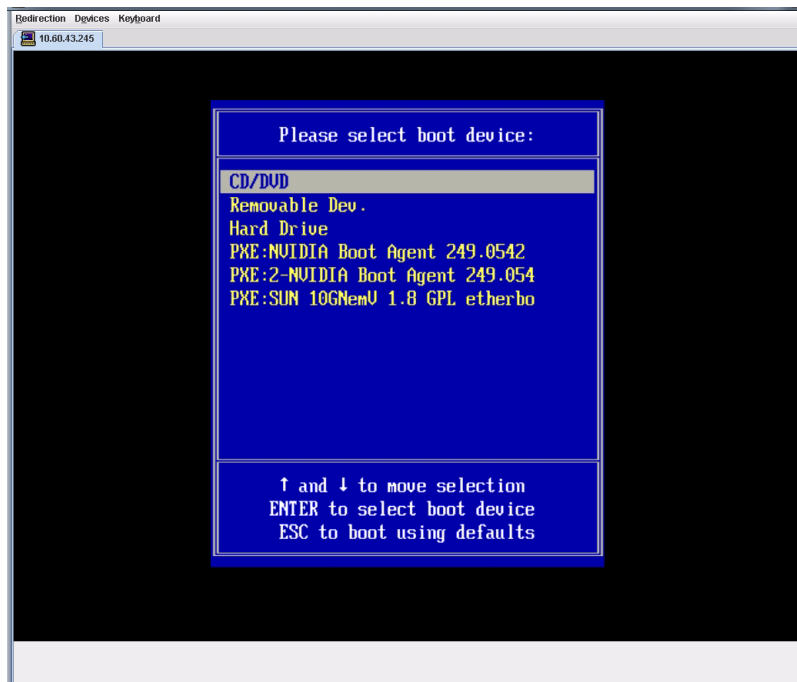 Redirection Devices Keyboard
10.60.43.245
Please select boot device:
CD/DVD
Removable Dev.
Hard Drive
PXE:NVIDIA Boot Agent 249.0542
PXE:2-NVIDIA Boot Agent 249.054
PXE:SUN 10GNemV 1.8 GPL etherbo
↑ and ↓ to move selection
ENTER to select boot device
ESC to boot using defaults